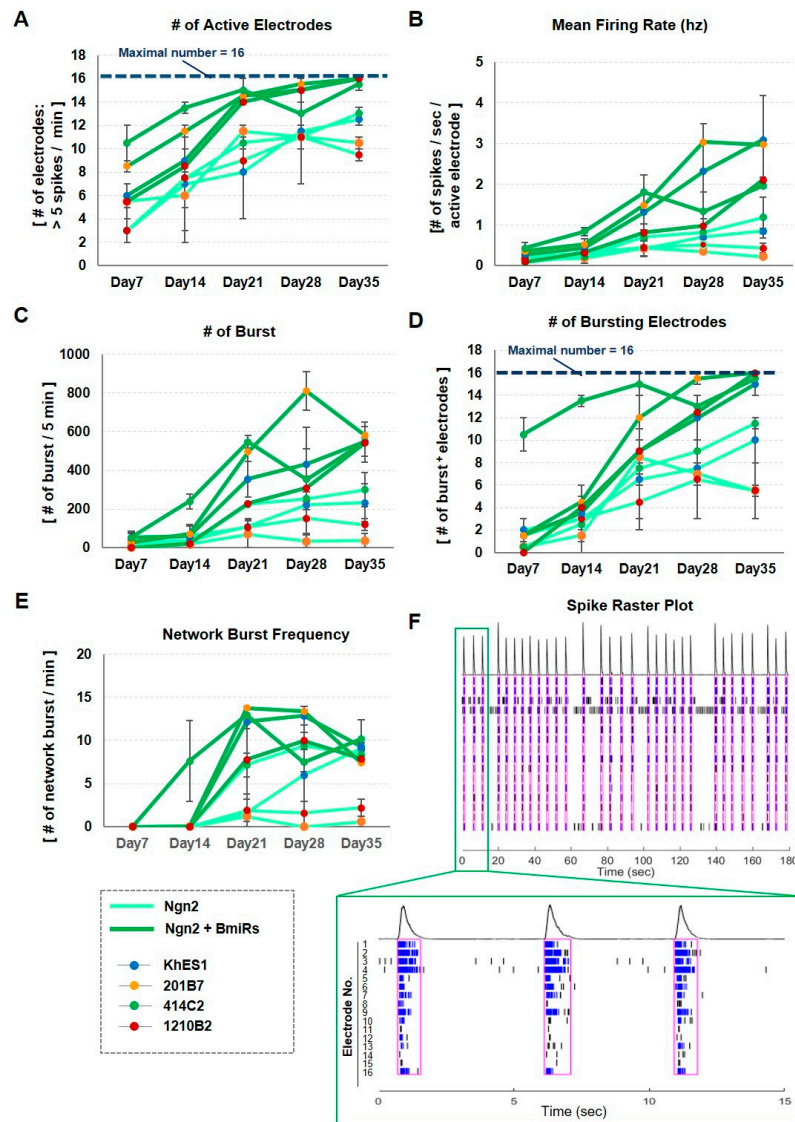 A
# of Active Electrodes
Maximal number = 16
[ # of electrodes:
> 5 spikes / min ]
18
16
14
12
10
8
6
4
2
0
Day7 Day14 Day21 Day28 Day35
B
Mean Firing Rate (hz)
[# of spikes / sec /
active electrode ]
5
4
3
2
1
0
Day7 Day14 Day21 Day28 Day35
C
# of Burst
[ # of burst / 5 min ]
1000
800
600
400
200
0
Day7 Day14 Day21 Day28 Day35
D
# of Bursting Electrodes
Maximal number = 16
[ # of burst+ electrodes ]
18
16
14
12
10
8
6
4
2
0
Day7 Day14 Day21 Day28 Day35
E
Network Burst Frequency
[ # of network burst / min ]
20
15
10
5
0
Day7 Day14 Day21 Day28 Day35
Ngn2
Ngn2 + BmiRs
KhES1
201B7
414C2
1210B2
F
Spike Raster Plot
0 20 40 60 80 100 120 140 160 180
Time (sec)
Electrode No.
1
2
3
4
5
6
7
8
9
10
11
12
13
14
15
16
0 5 10 15
Time (sec)